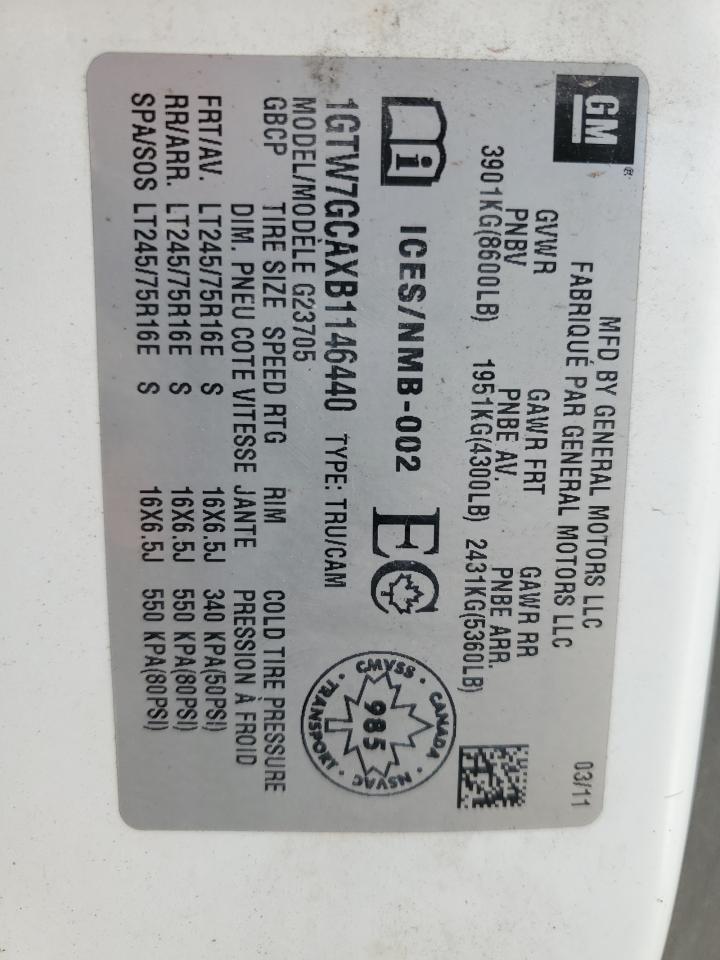 GM®
MFD BY GENERAL MOTORS LLC 03/11
FABRIQUÉ PAR GENERAL MOTORS LLC
GVWR GAWR FRT GAWR RR
PNBV PNBE AV. PNBE ARR.
3901KG(8600LB) 1951KG(4300LB) 2431KG(5360LB)
i ICES/NMB-002 EC
CMVSS · CANADA · NSVAC · TRANSPORT ·
985
1GTW7GCAXB1146440 TYPE: TRU/CAM
MODEL/MODÈLE G23705
GBCP TIRE SIZE SPEED RTG RIM COLD TIRE PRESSURE
DIM. PNEU COTE VITESSE JANTE PRESSION À FROID
FRT/AV. LT245/75R16E S 16X6.5J 340 KPA(50PSI)
RR/ARR. LT245/75R16E S 16X6.5J 550 KPA(80PSI)
SPA/SOS LT245/75R16E S 16X6.5J 550 KPA(80PSI)